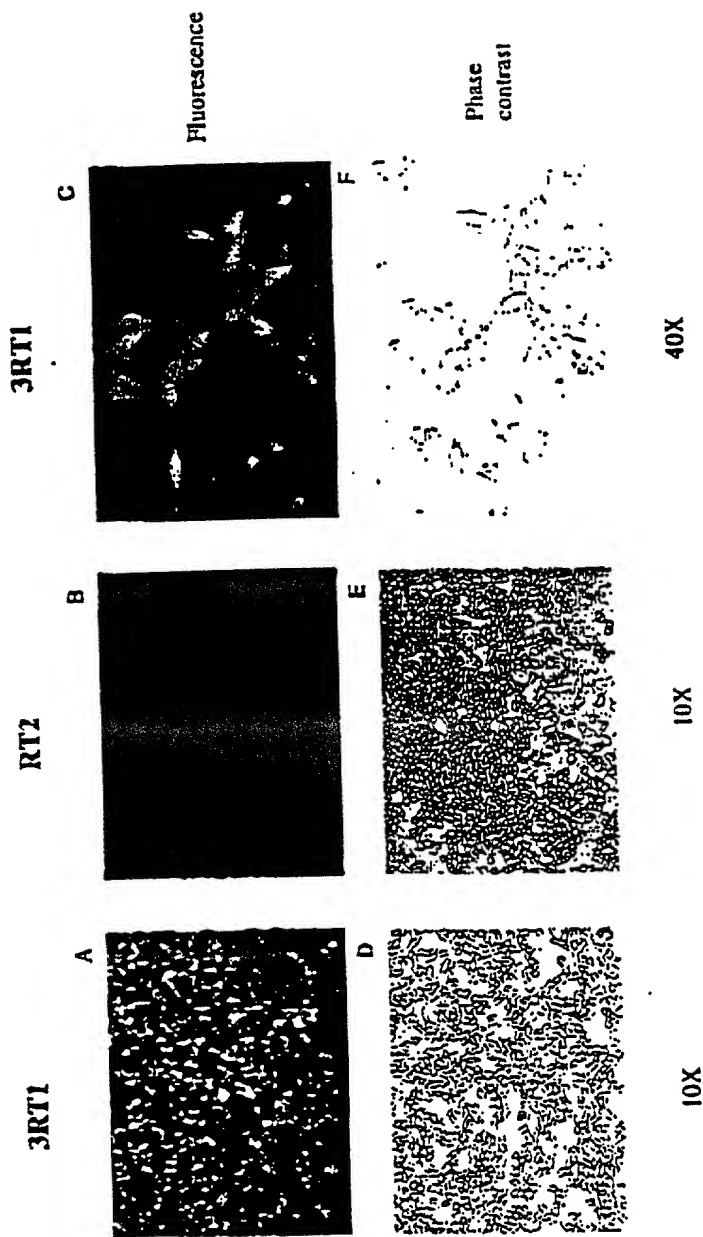 3RT1
RT2
3RT1
A
B
C
Fluorescence
D
E
F
Phase
contrast
10X
10X
40X